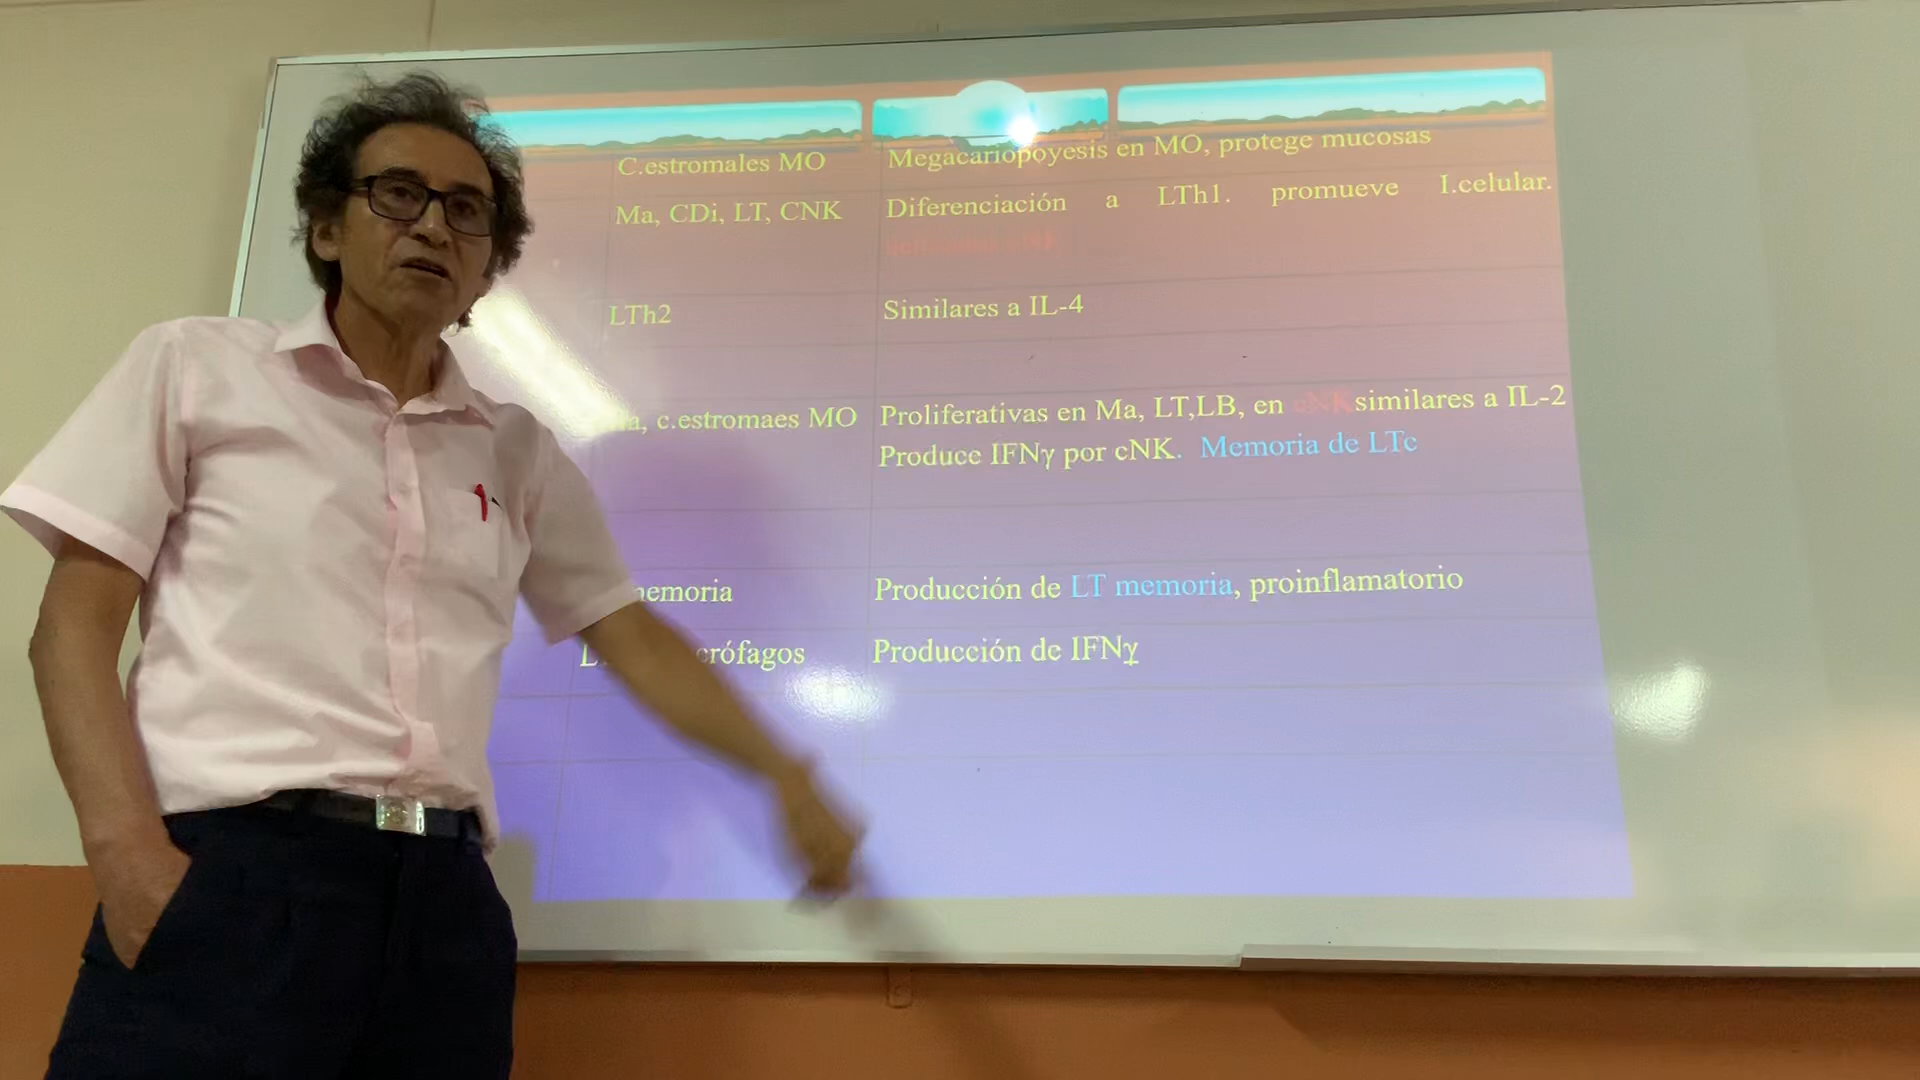 C.estromales MO Megacariopoyesis en MO, protege mucosas
Ma, CDi, LT, CNK Diferenciación a LTh1. promueve I.celular.
LTh2 Similares a IL-4
c.estromaes MO Proliferativas en Ma, LT,LB, en cNK similares a IL-2
Produce IFNγ por cNK. Memoria de LTc
Producción de LT memoria, proinflamatorio
Producción de IFNγ